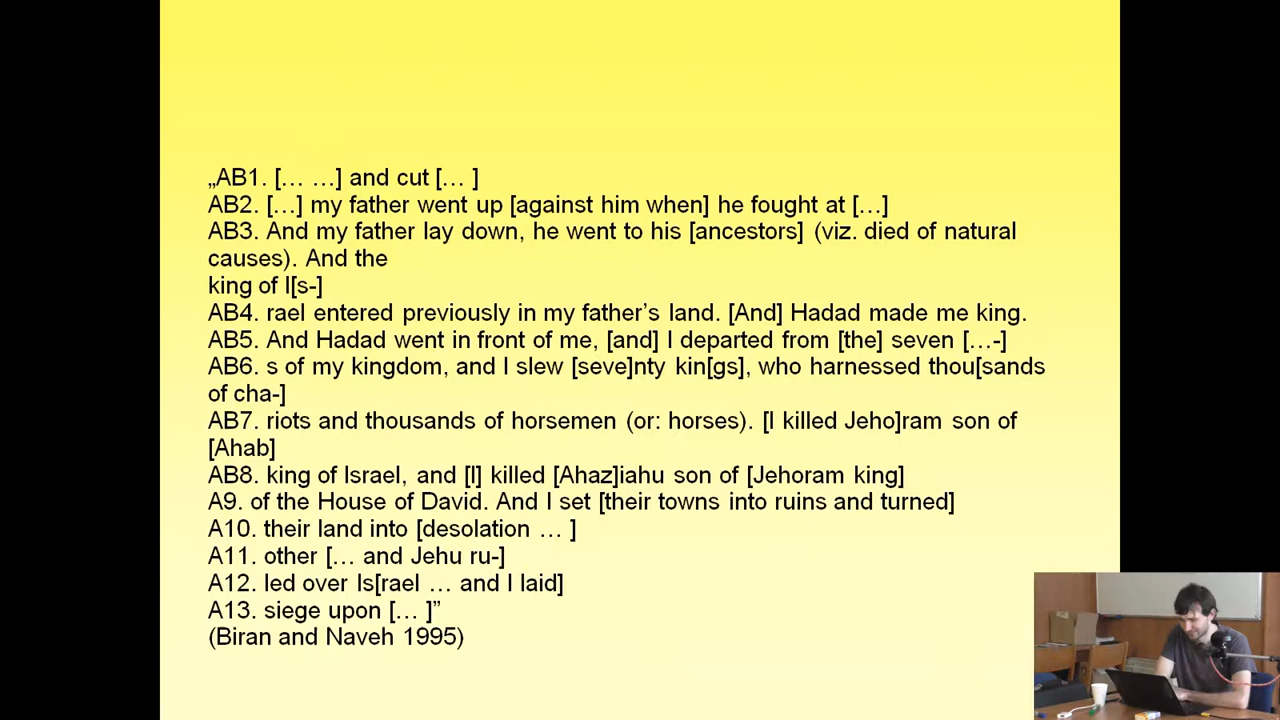 „AB1. [… …] and cut [… ]
AB2. […] my father went up [against him when] he fought at […]
AB3. And my father lay down, he went to his [ancestors] (viz. died of natural
causes). And the
king of I[s-]
AB4. rael entered previously in my father’s land. [And] Hadad made me king.
AB5. And Hadad went in front of me, [and] I departed from [the] seven […-]
AB6. s of my kingdom, and I slew [seve]nty kin[gs], who harnessed thou[sands
of cha-]
AB7. riots and thousands of horsemen (or: horses). [I killed Jeho]ram son of
[Ahab]
AB8. king of Israel, and [I] killed [Ahaz]iahu son of [Jehoram king]
A9. of the House of David. And I set [their towns into ruins and turned]
A10. their land into [desolation … ]
A11. other [… and Jehu ru-]
A12. led over Is[rael … and I laid]
A13. siege upon [… ]”
(Biran and Naveh 1995)